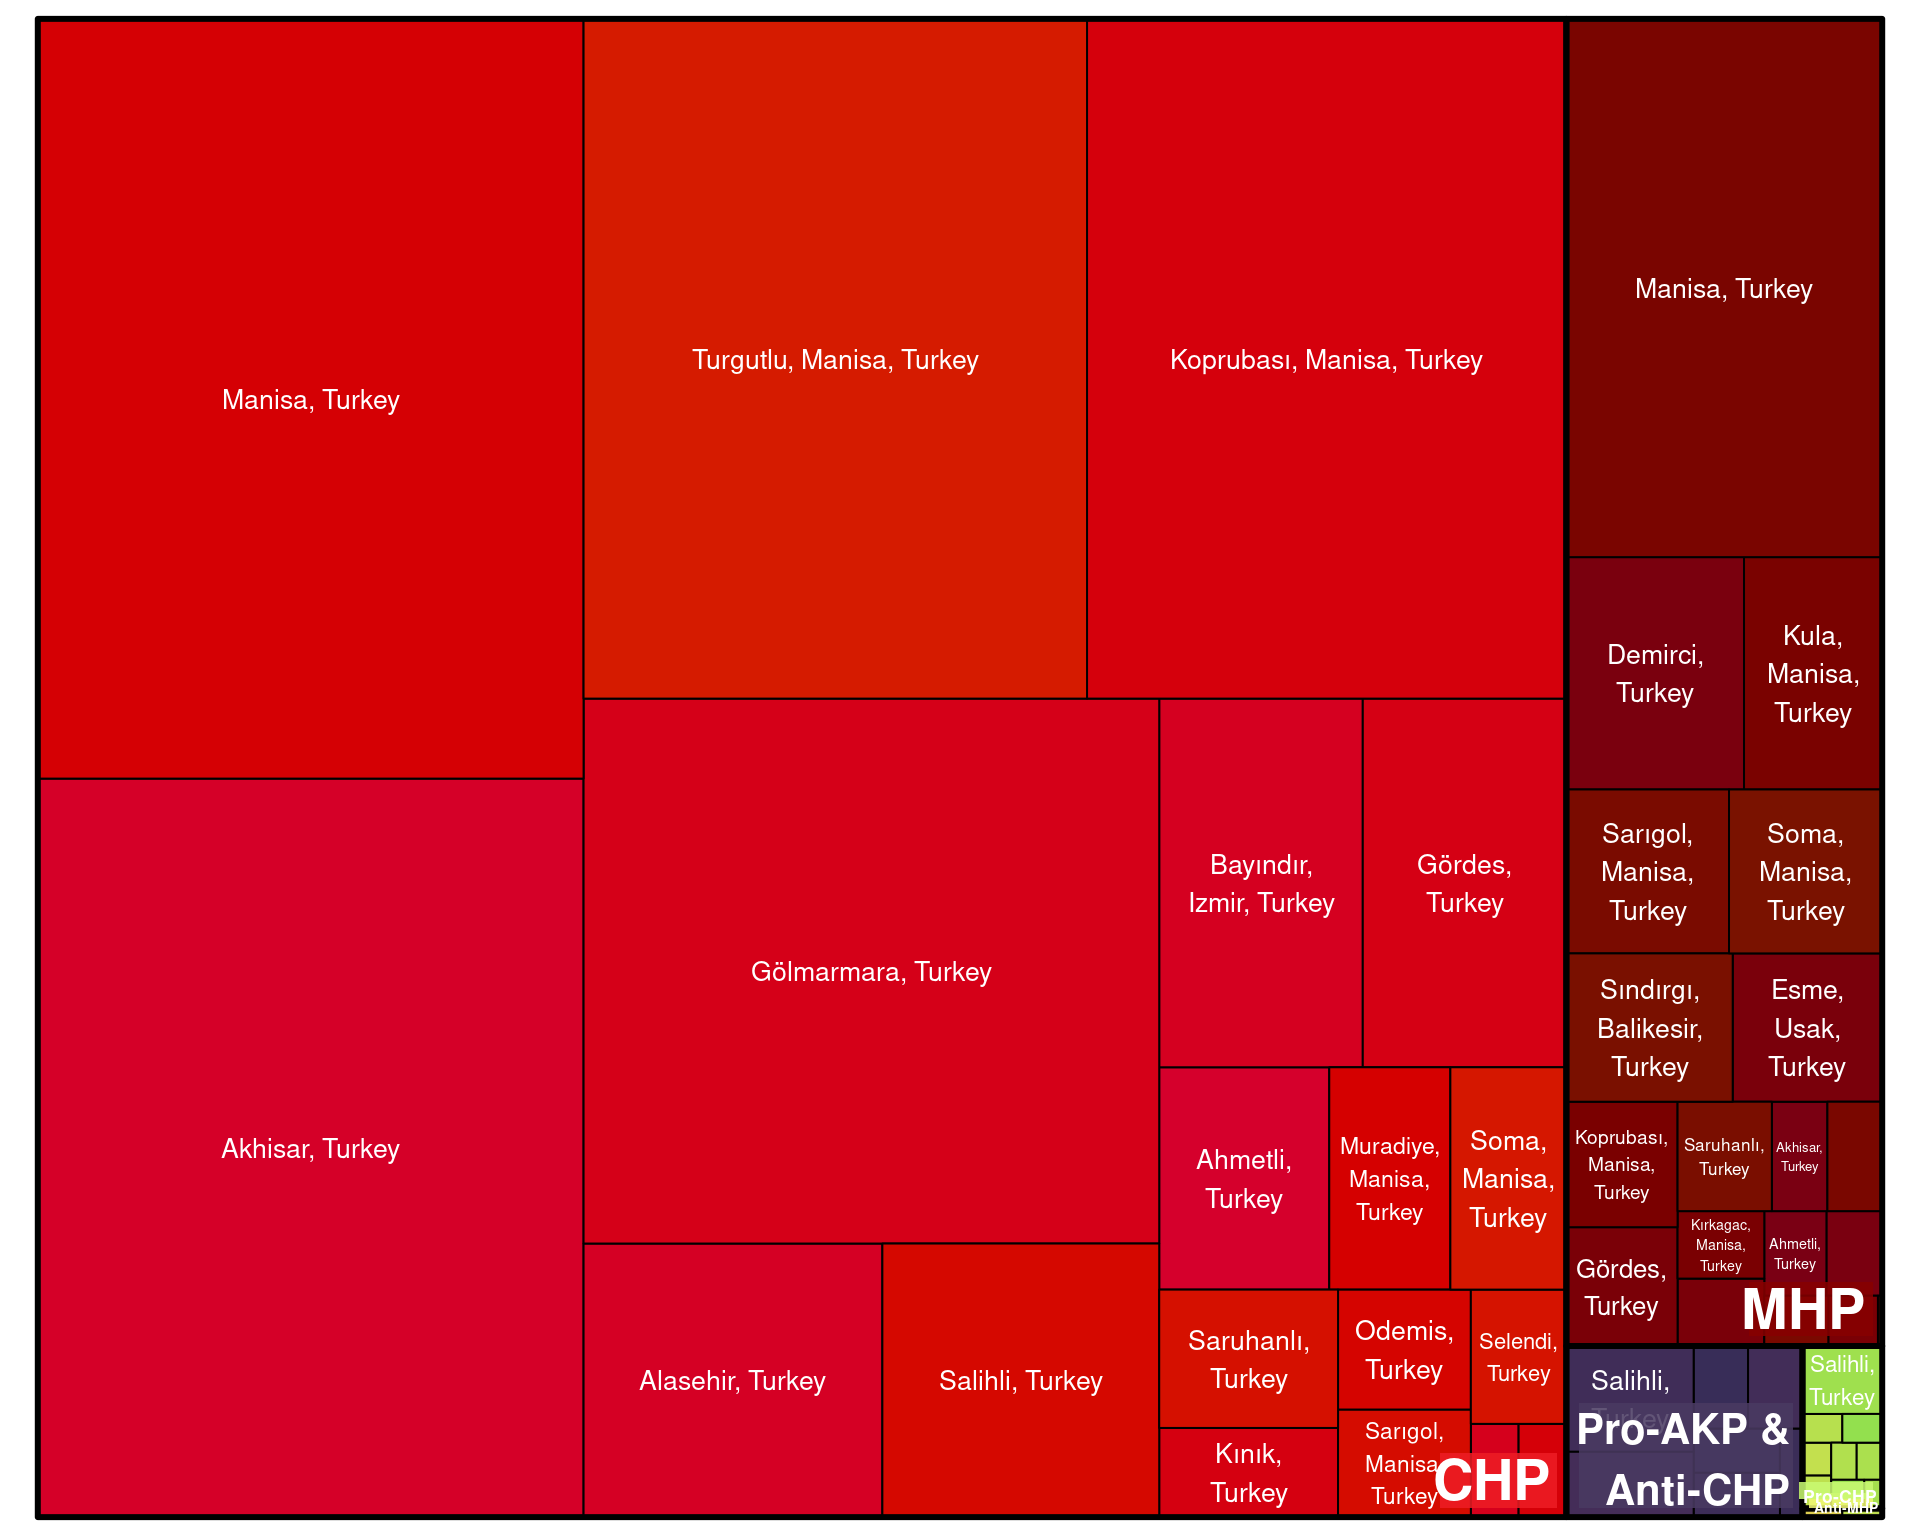 Manisa, Turkey
Turgutlu, Manisa, Turkey
Koprubası, Manisa, Turkey
Akhisar, Turkey
Gölmarmara, Turkey
Bayındır,
Izmir, Turkey
Gördes,
Turkey
Alasehir, Turkey
Salihli, Turkey
Ahmetli,
Turkey
Muradiye,
Manisa,
Turkey
Soma,
Manisa,
Turkey
Saruhanlı,
Turkey
Odemis,
Turkey
Selendi,
Turkey
Kınık,
Turkey
Sarıgol,
Manisa,
Turkey
CHP
Manisa, Turkey
Demirci,
Turkey
Kula,
Manisa,
Turkey
Sarıgol,
Manisa,
Turkey
Soma,
Manisa,
Turkey
Sındırgı,
Balikesir,
Turkey
Esme,
Usak,
Turkey
Koprubası,
Manisa,
Turkey
Saruhanlı,
Turkey
Akhisar,
Turkey
Gördes,
Turkey
Kırkagac,
Manisa,
Turkey
Ahmetli,
Turkey
MHP
Salihli,
Turkey
Pro-AKP &
Anti-CHP
Salihli,
Turkey
Pro-CHP
Anti-MHP